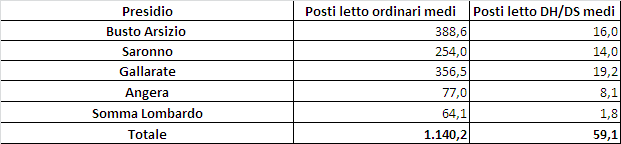 Presidio Posti letto ordinari medi Posti letto DH/DS medi
Busto Arsizio 388,6 16,0
Saronno 254,0 14,0
Gallarate 356,5 19,2
Angera 77,0 8,1
Somma Lombardo 64,1 1,8
Totale 1.140,2 59,1